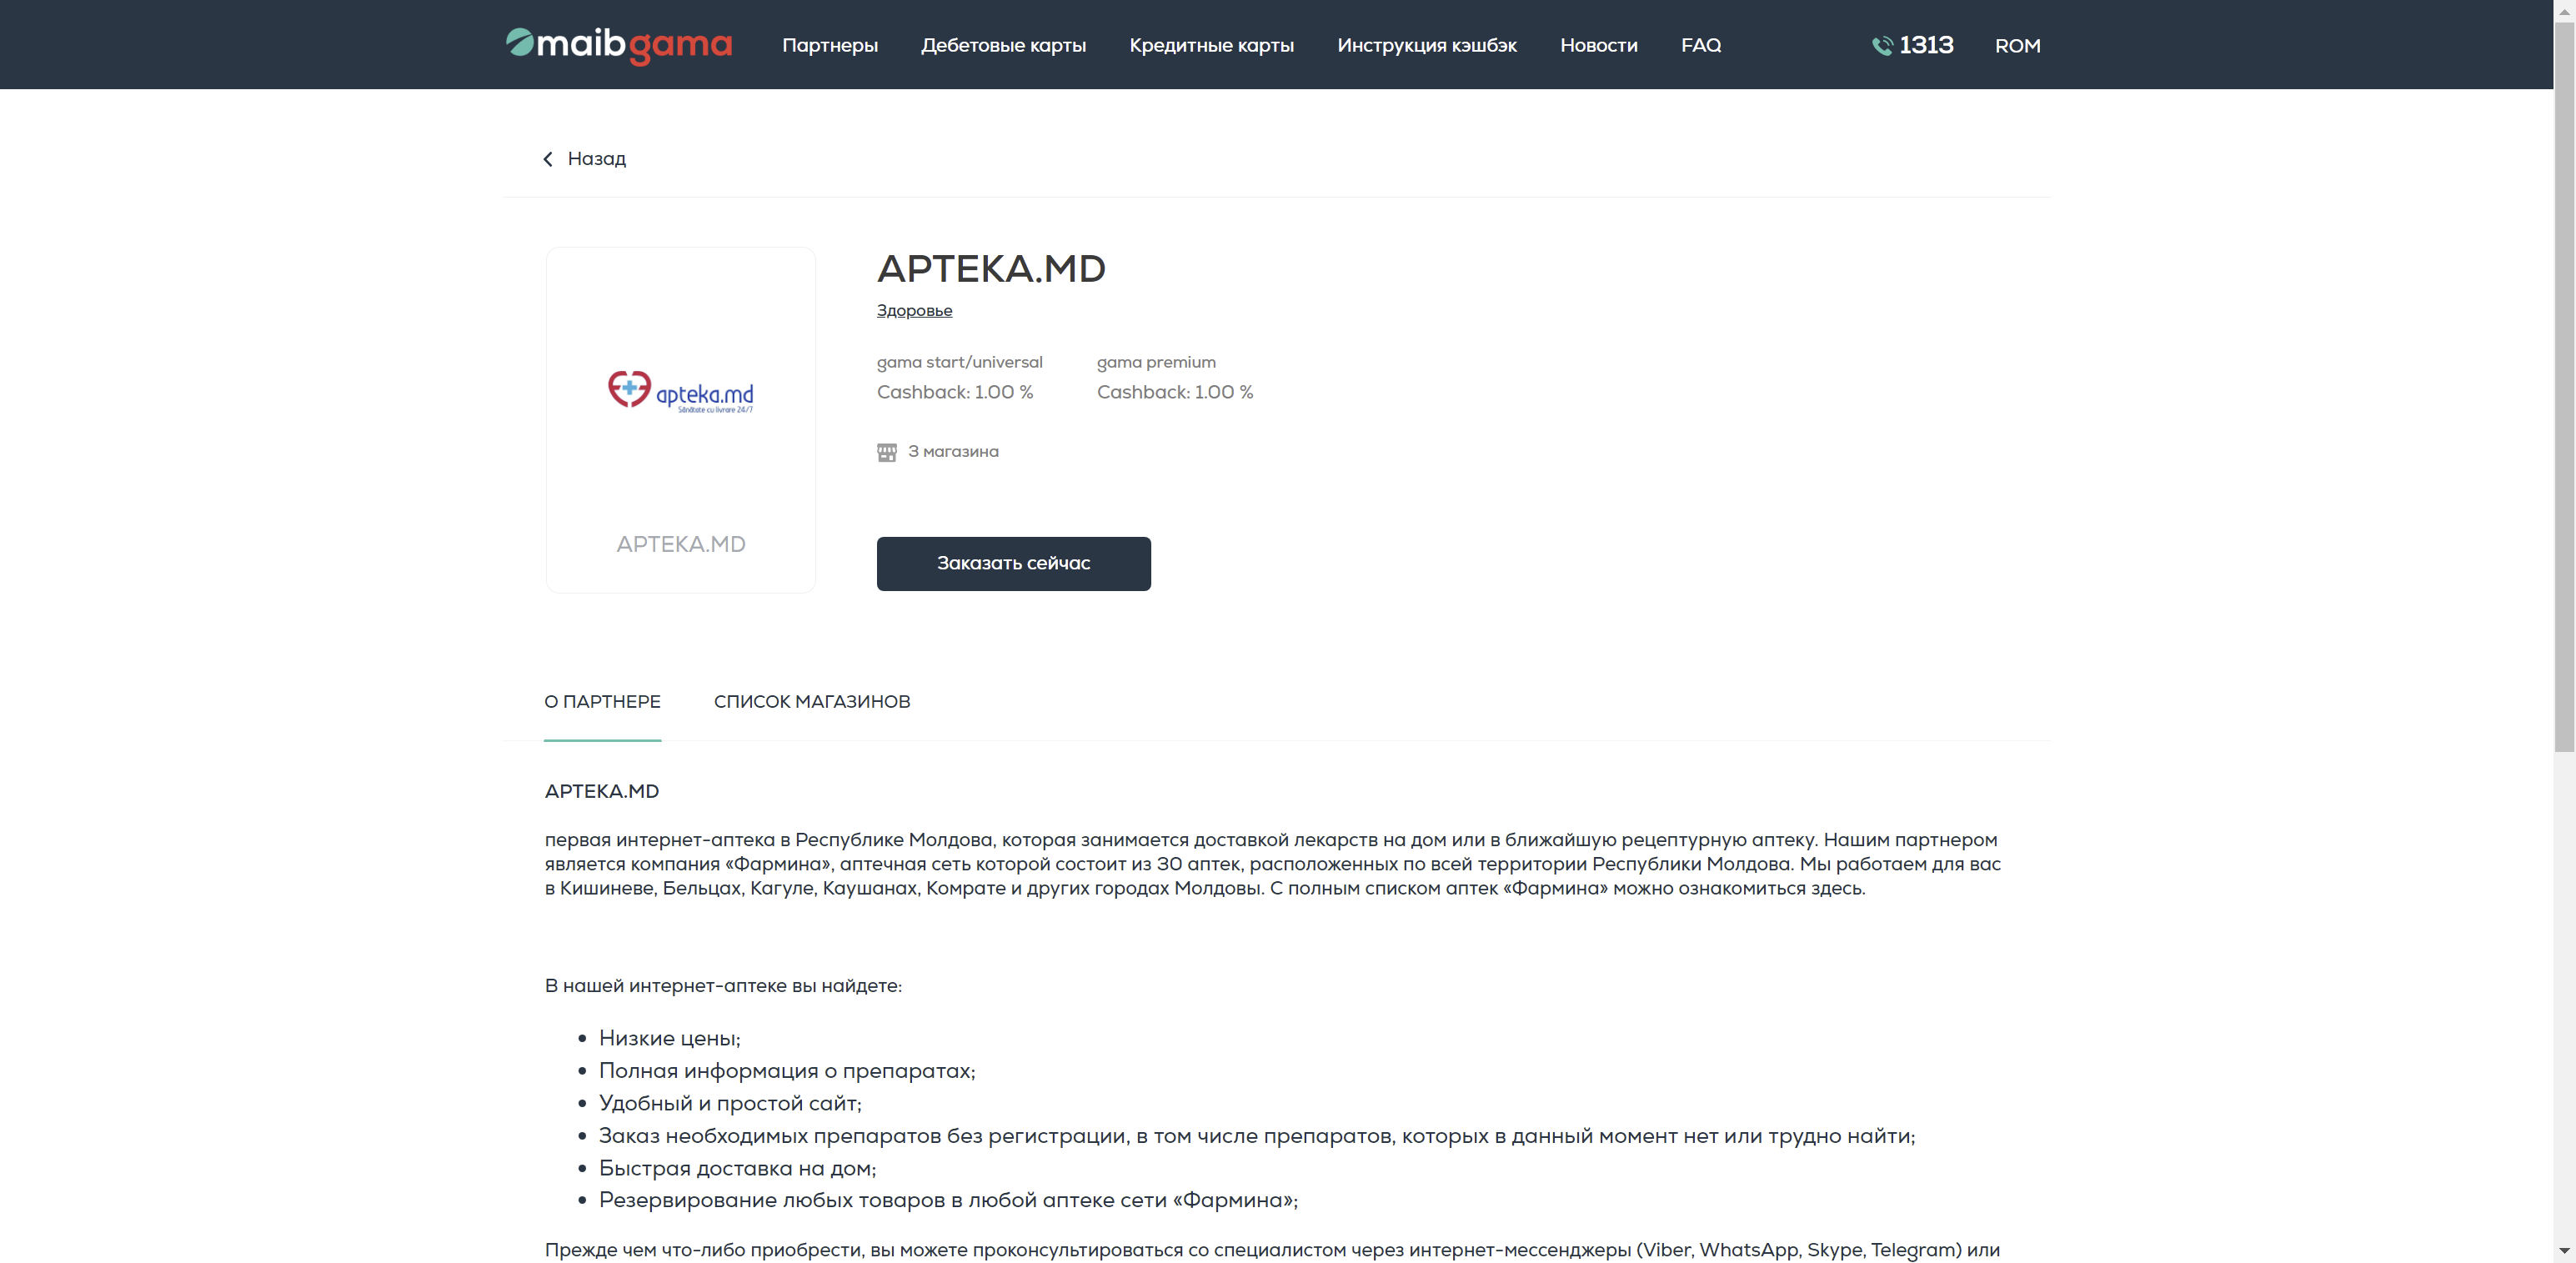 maib gama
Партнеры
Дебетовые карты
Кредитные карты
Инструкция кэшбэк
Новости
FAQ
1313
ROM
Назад
apteka.md
Sănătate cu livrare 24/7
APTEKA.MD
APTEKA.MD
Здоровье
gama start/universal
Cashback: 1.00 %
gama premium
Cashback: 1.00 %
3 магазина
Заказать сейчас
О ПАРТНЕРЕ
СПИСОК МАГАЗИНОВ
APTEKA.MD
первая интернет-аптека в Республике Молдова, которая занимается доставкой лекарств на дом или в ближайшую рецептурную аптеку. Нашим партнером
является компания «Фармина», аптечная сеть которой состоит из 30 аптек, расположенных по всей территории Республики Молдова. Мы работаем для вас
в Кишиневе, Бельцах, Кагуле, Каушанах, Комрате и других городах Молдовы. С полным списком аптек «Фармина» можно ознакомиться здесь.
В нашей интернет-аптеке вы найдете:
Низкие цены;
Полная информация о препаратах;
Удобный и простой сайт;
Заказ необходимых препаратов без регистрации, в том числе препаратов, которых в данный момент нет или трудно найти;
Быстрая доставка на дом;
Резервирование любых товаров в любой аптеке сети «Фармина»;
Прежде чем что-либо приобрести, вы можете проконсультироваться со специалистом через интернет-мессенджеры (Viber, WhatsApp, Skype, Telegram) или